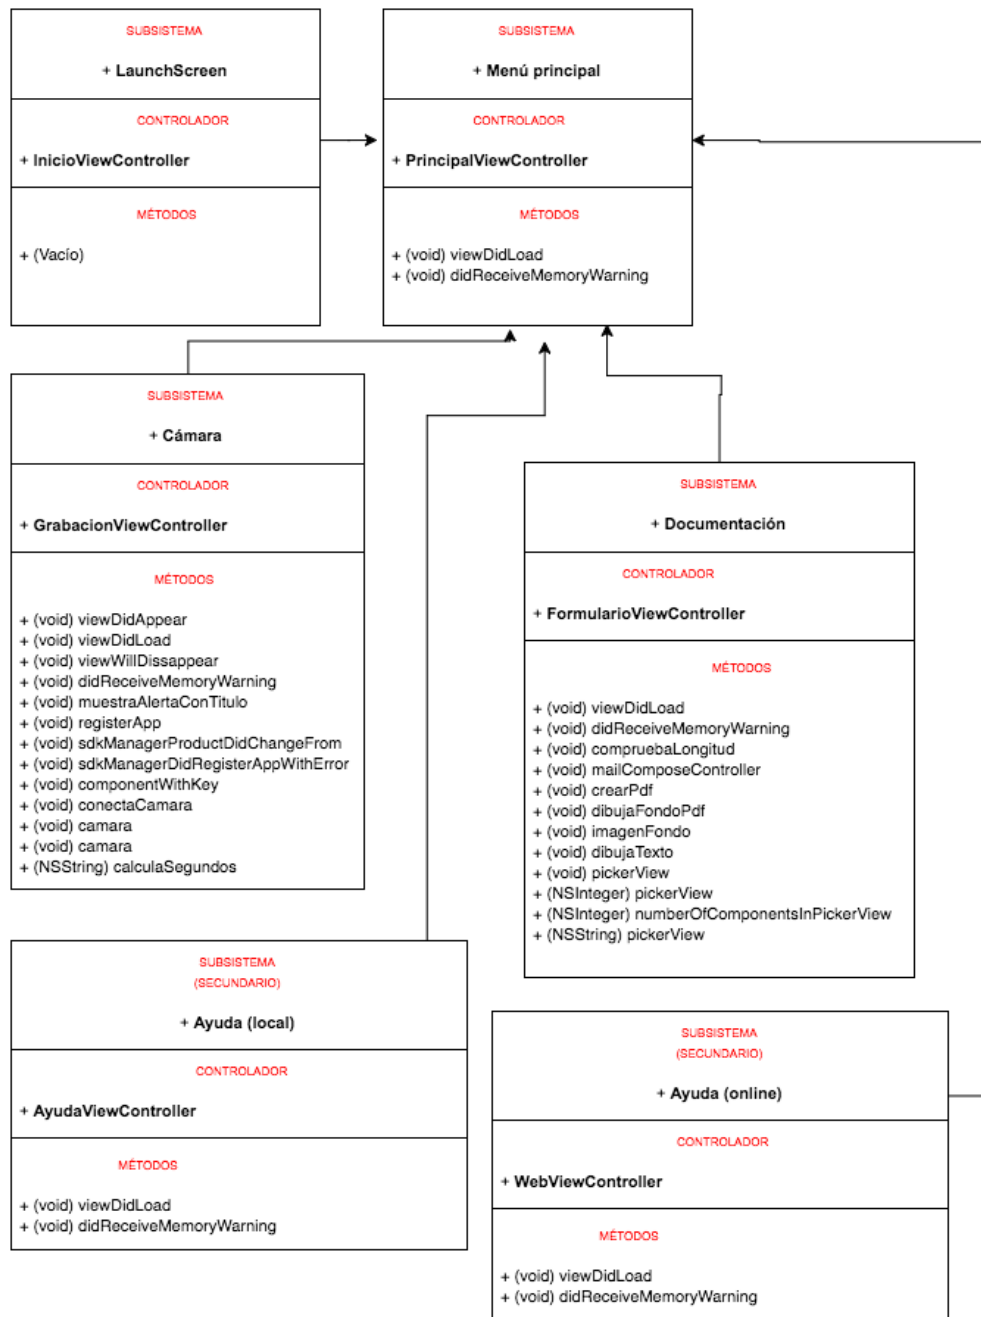 SUBSISTEMA
+ LaunchScreen
CONTROLADOR
+ InicioViewController
MÉTODOS
+ (Vacío)
SUBSISTEMA
+ Menú principal
CONTROLADOR
+ PrincipalViewController
MÉTODOS
+ (void) viewDidLoad
+ (void) didReceiveMemoryWarning
SUBSISTEMA
+ Cámara
CONTROLADOR
+ GrabacionViewController
MÉTODOS
+ (void) viewDidAppear
+ (void) viewDidLoad
+ (void) viewWillDissappear
+ (void) didReceiveMemoryWarning
+ (void) muestraAlertaConTitulo
+ (void) registerApp
+ (void) sdkManagerProductDidChangeFrom
+ (void) sdkManagerDidRegisterAppWithError
+ (void) componentWithKey
+ (void) conectaCamara
+ (void) camara
+ (void) camara
+ (NSString) calculaSegundos
SUBSISTEMA
+ Documentación
CONTROLADOR
+ FormularioViewController
MÉTODOS
+ (void) viewDidLoad
+ (void) didReceiveMemoryWarning
+ (void) compruebaLongitud
+ (void) mailComposeController
+ (void) crearPdf
+ (void) dibujaFondoPdf
+ (void) imagenFondo
+ (void) dibujaTexto
+ (void) pickerView
+ (NSInteger) pickerView
+ (NSInteger) numberOfComponentsInPickerView
+ (NSString) pickerView
SUBSISTEMA
(SECUNDARIO)
+ Ayuda (local)
CONTROLADOR
+ AyudaViewController
MÉTODOS
+ (void) viewDidLoad
+ (void) didReceiveMemoryWarning
SUBSISTEMA
(SECUNDARIO)
+ Ayuda (online)
CONTROLADOR
+ WebViewController
MÉTODOS
+ (void) viewDidLoad
+ (void) didReceiveMemoryWarning